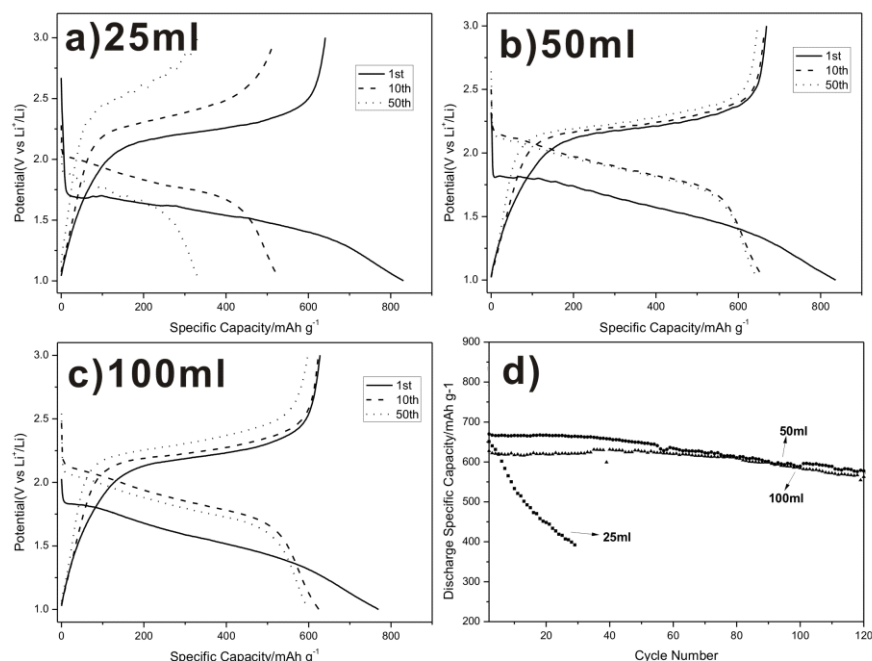 a)25ml
3.0
2.5
2.0
1.5
1.0
0
200
400
600
800
Potential(V vs Li⁺/Li)
Specific Capacity/mAh g⁻¹
1st
10th
50th
b)50ml
3.0
2.5
2.0
1.5
1.0
0
200
400
600
800
Potential(V vs Li⁺/Li)
Specific Capacity/mAh g⁻¹
1st
10th
50th
c)100ml
3.0
2.5
2.0
1.5
1.0
0
200
400
600
800
Potential(V vs Li⁺/Li)
Specific Capacity/mAh g⁻¹
1st
10th
50th
d)
900
800
700
600
500
400
300
200
20
40
60
80
100
120
Discharge Specific Capacity/mAh g-1
Cycle Number
50ml
100ml
25ml